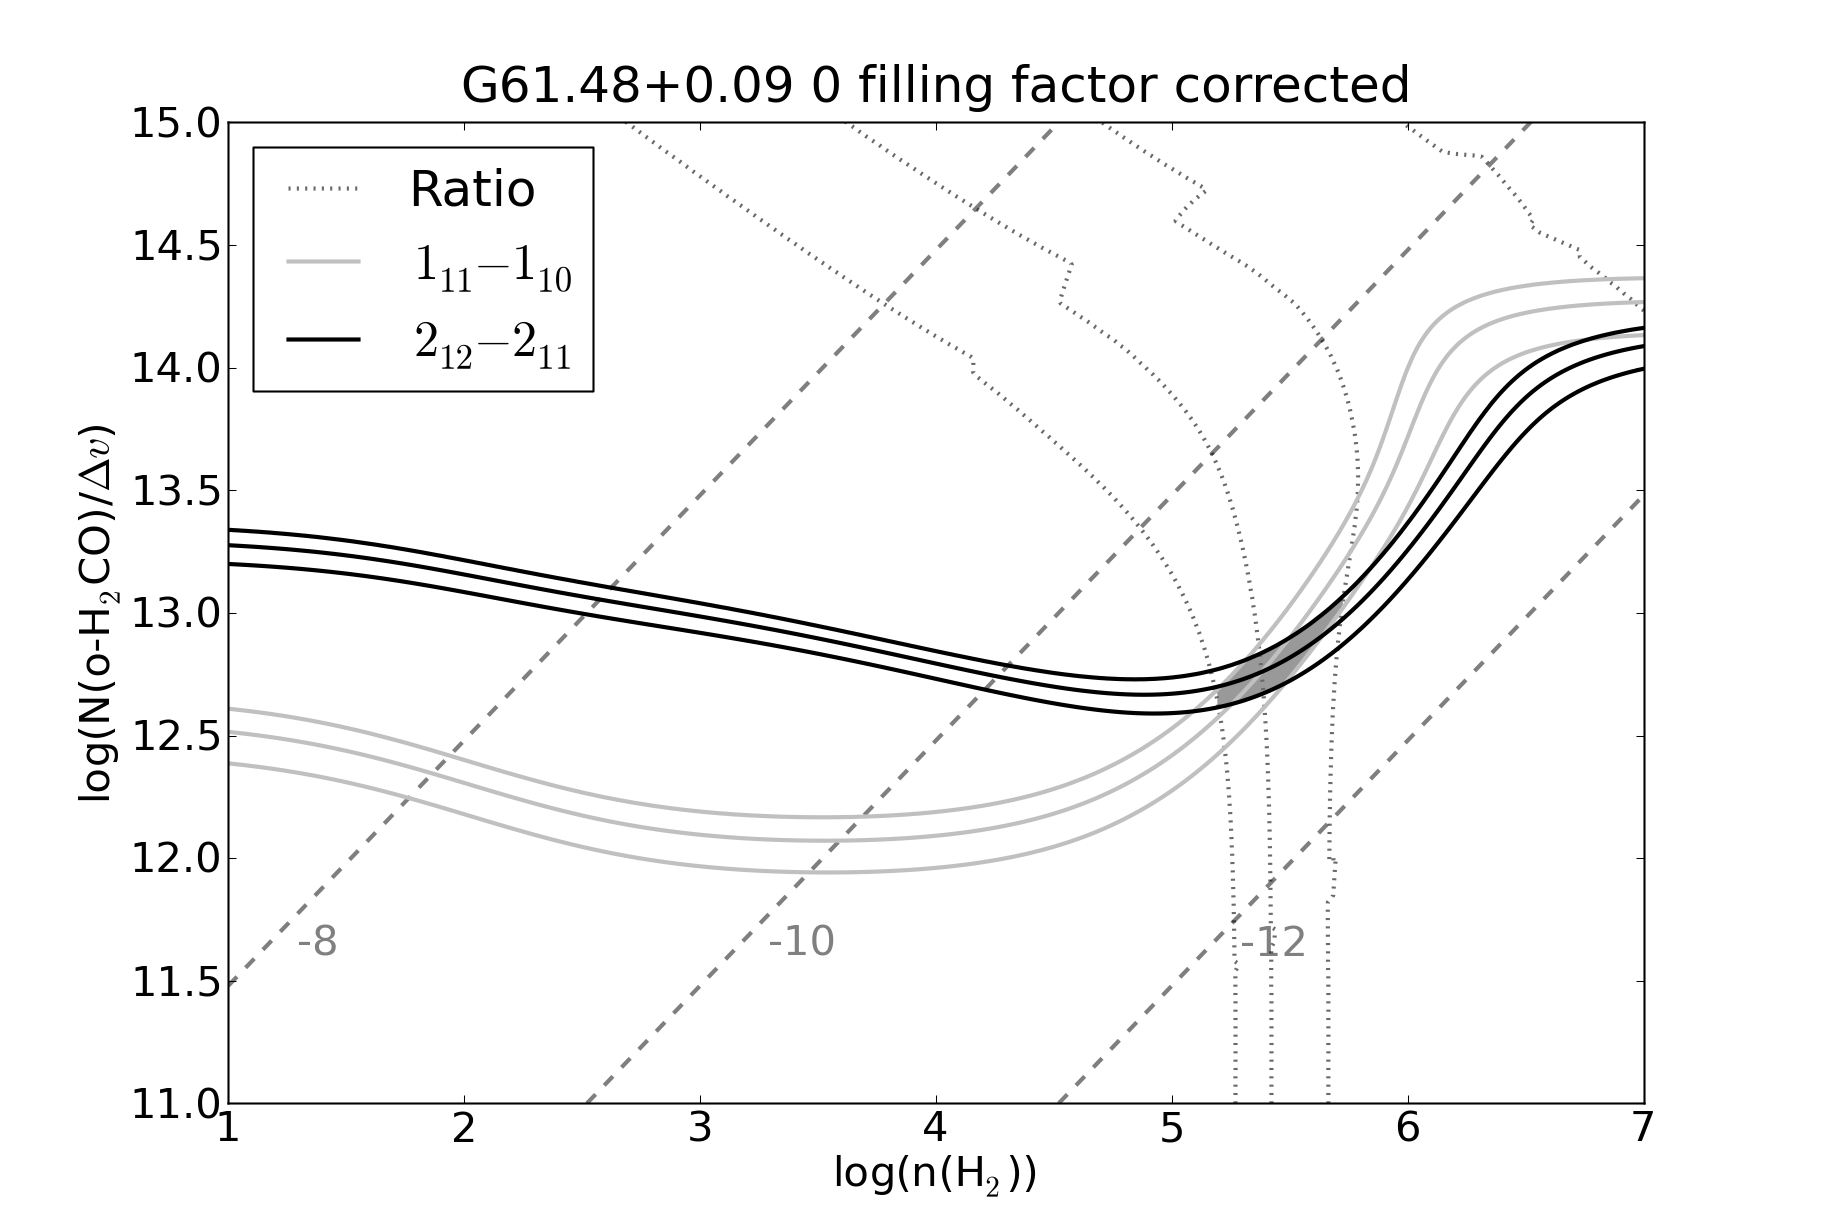 G61.48+0.09 0 filling factor corrected
15.0
14.5
14.0
13.5
13.0
12.5
12.0
11.5
11.0
log(N(o-H₂CO)/Δv)
Ratio
1₁₁−1₁₀
2₁₂−2₁₁
-8
-10
-12
1 2 3 4 5 6 7
log(n(H₂))